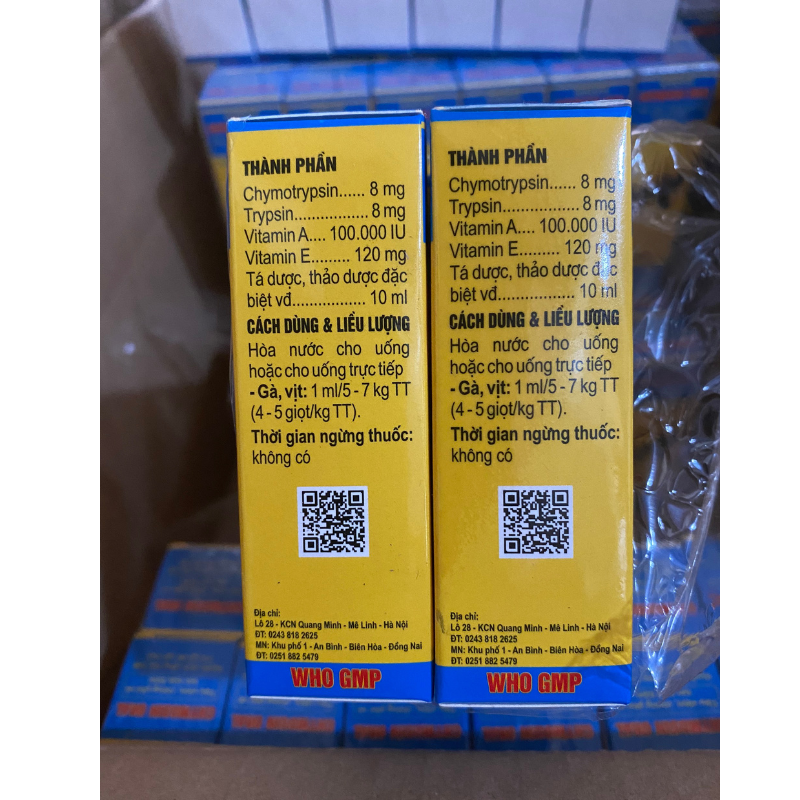 THÀNH PHẦN
Chymotrypsin...... 8 mg
Trypsin.................. 8 mg
Vitamin A.... 100.000 IU
Vitamin E......... 120 mg
Tá dược, thảo dược đặc
biệt vđ.................. 10 ml
CÁCH DÙNG & LIỀU LƯỢNG
Hòa nước cho uống
hoặc cho uống trực tiếp
- Gà, vịt: 1 ml/5 - 7 kg TT
(4 - 5 giọt/kg TT).
Thời gian ngừng thuốc:
không có
Địa chỉ:
Lô 28 - KCN Quang Minh - Mê Linh - Hà Nội
ĐT: 0243 818 2625
MN: Khu phố 1 - An Bình - Biên Hòa - Đồng Nai
ĐT: 0251 882 5479
WHO GMP
THÀNH PHẦN
Chymotrypsin...... 8 mg
Trypsin.................. 8 mg
Vitamin A.... 100.000 IU
Vitamin E......... 120 mg
Tá dược, thảo dược đặc
biệt vđ.................. 10 ml
CÁCH DÙNG & LIỀU LƯỢNG
Hòa nước cho uống
hoặc cho uống trực tiếp
- Gà, vịt: 1 ml/5 - 7 kg TT
(4 - 5 giọt/kg TT).
Thời gian ngừng thuốc:
không có
Địa chỉ:
Lô 28 - KCN Quang Minh - Mê Linh - Hà Nội
ĐT: 0243 818 2625
MN: Khu phố 1 - An Bình - Biên Hòa - Đồng Nai
ĐT: 0251 882 5479
WHO GMP